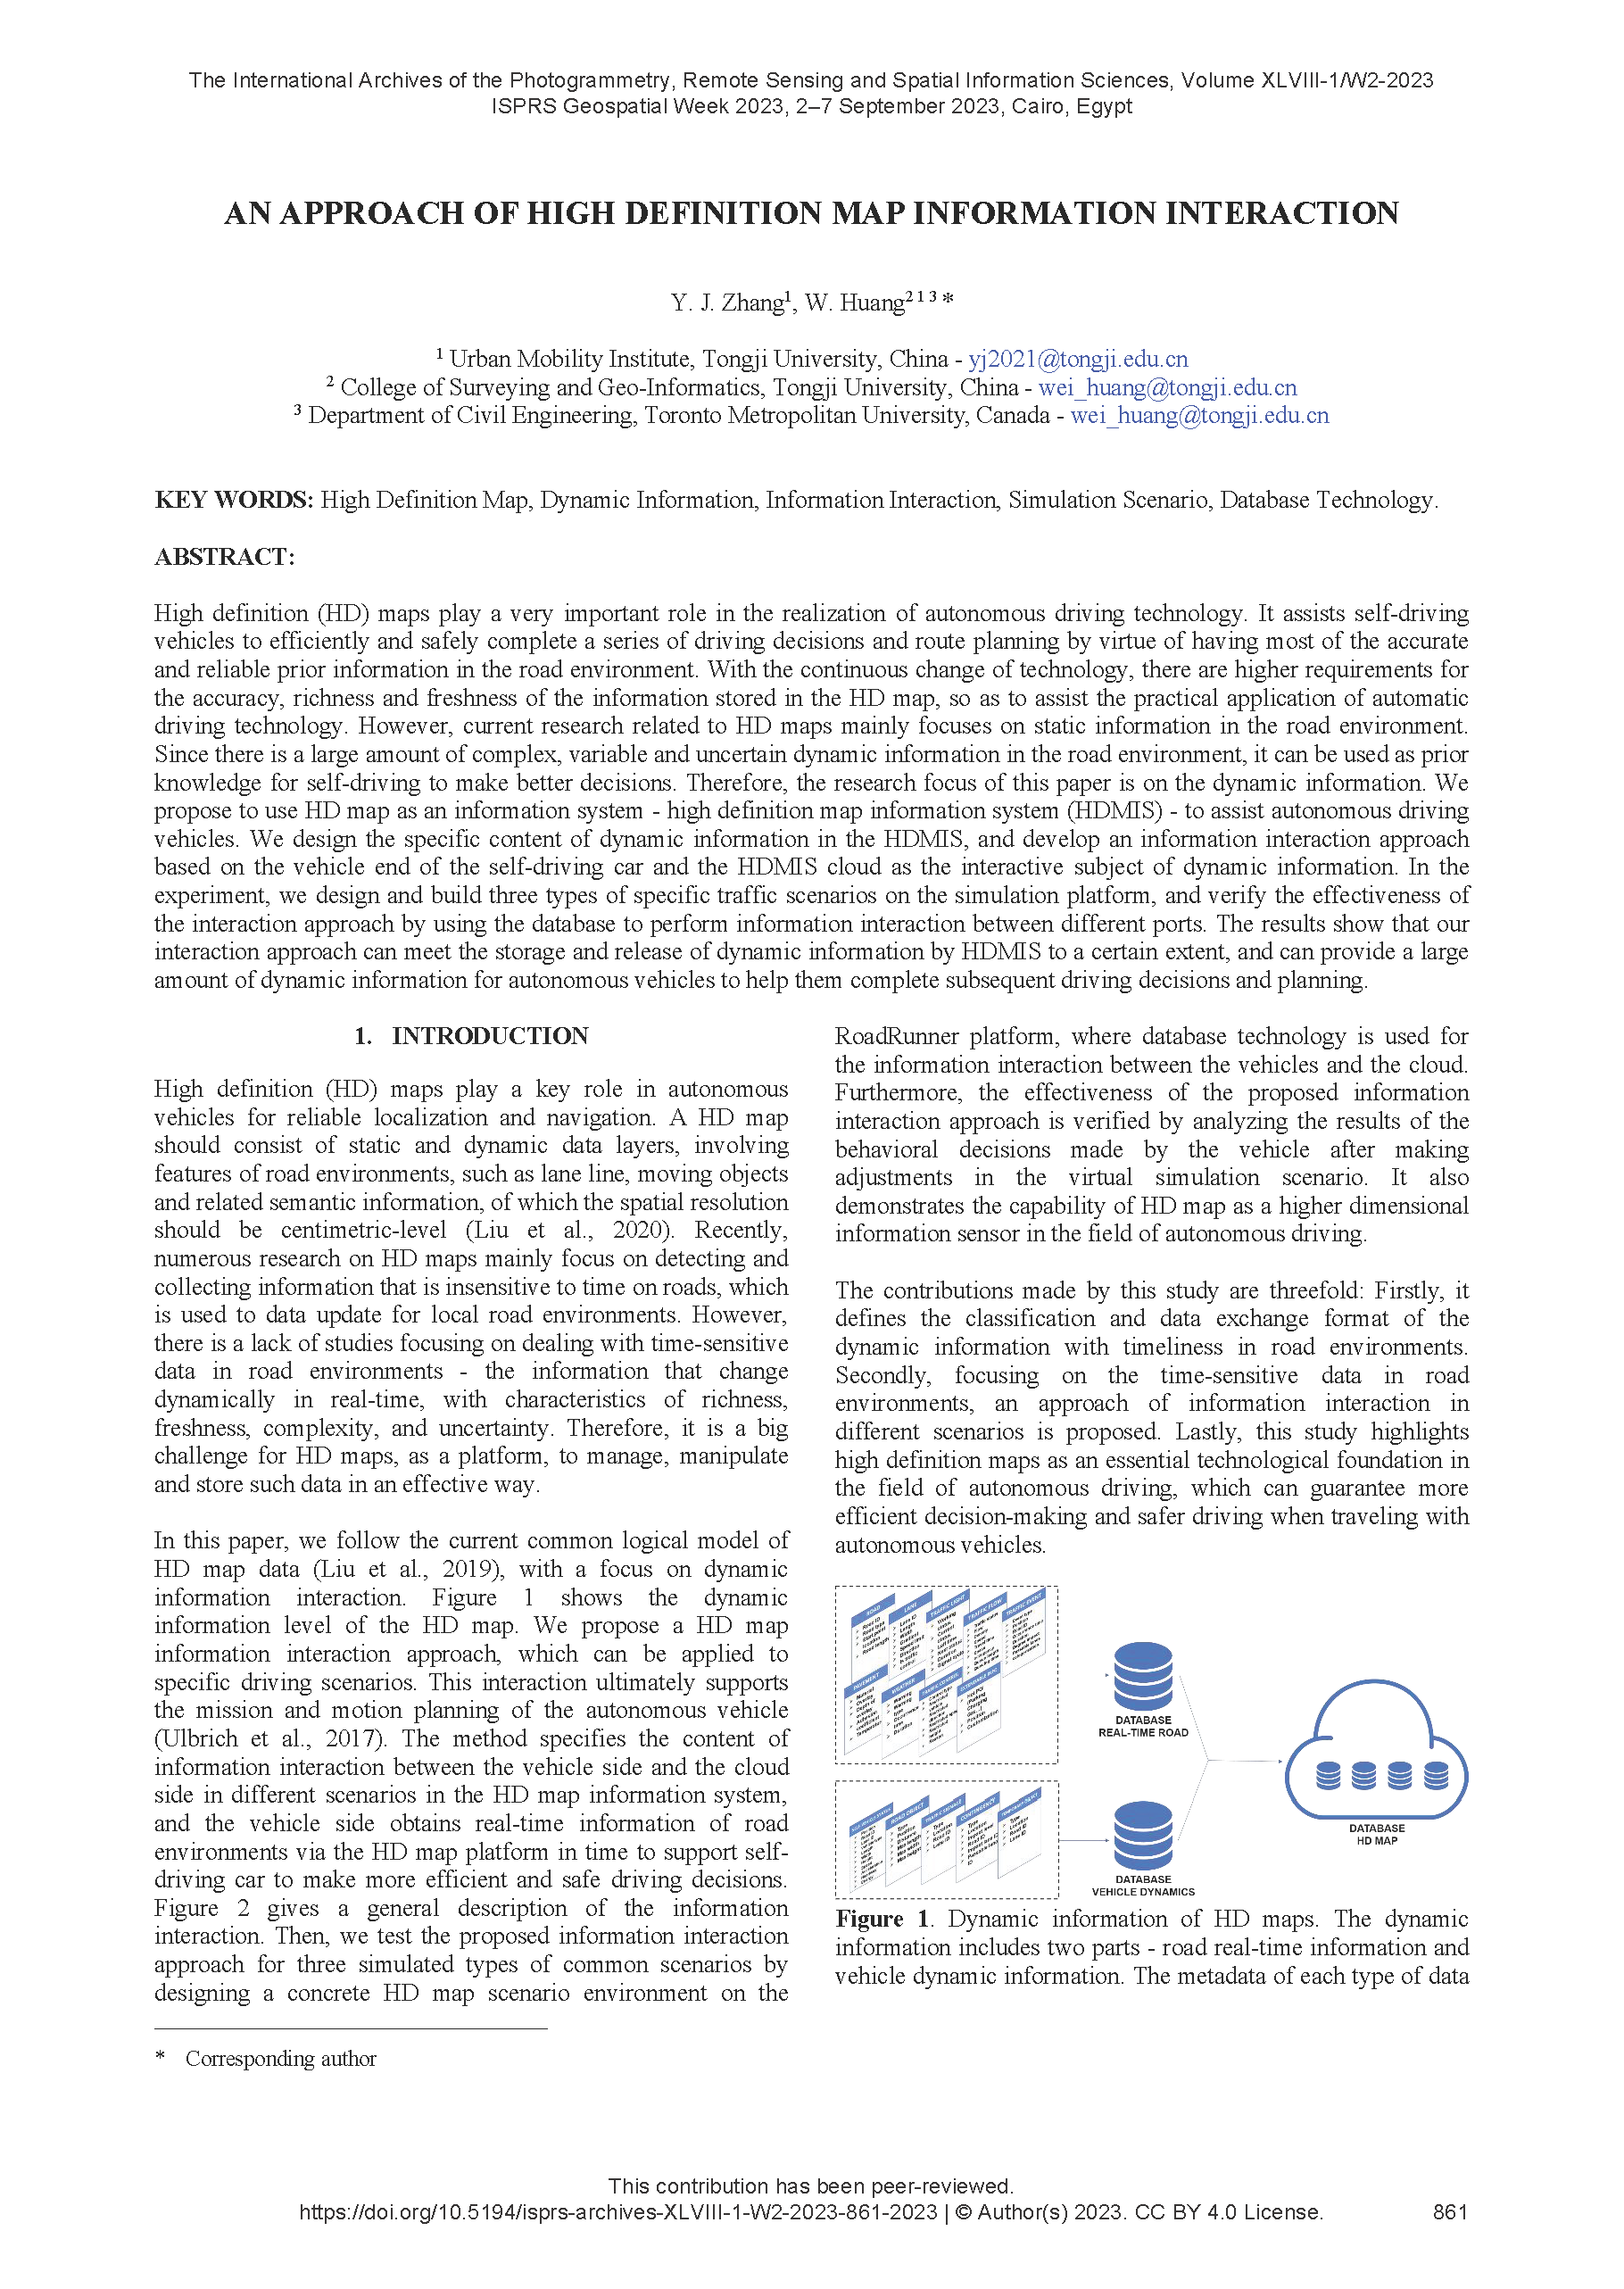 The International Archives of the Photogrammetry, Remote Sensing and Spatial Information Sciences, Volume XLVIII-1/W2-2023
ISPRS Geospatial Week 2023, 2–7 September 2023, Cairo, Egypt
AN APPROACH OF HIGH DEFINITION MAP INFORMATION INTERACTION
Y. J. Zhang1, W. Huang2 1 3 *
1 Urban Mobility Institute, Tongji University, China - yj2021@tongji.edu.cn
2 College of Surveying and Geo-Informatics, Tongji University, China - wei_huang@tongji.edu.cn
3 Department of Civil Engineering, Toronto Metropolitan University, Canada - wei_huang@tongji.edu.cn
KEY WORDS: High Definition Map, Dynamic Information, Information Interaction, Simulation Scenario, Database Technology.
ABSTRACT:
High definition (HD) maps play a very important role in the realization of autonomous driving technology. It assists self-driving
vehicles to efficiently and safely complete a series of driving decisions and route planning by virtue of having most of the accurate
and reliable prior information in the road environment. With the continuous change of technology, there are higher requirements for
the accuracy, richness and freshness of the information stored in the HD map, so as to assist the practical application of automatic
driving technology. However, current research related to HD maps mainly focuses on static information in the road environment.
Since there is a large amount of complex, variable and uncertain dynamic information in the road environment, it can be used as prior
knowledge for self-driving to make better decisions. Therefore, the research focus of this paper is on the dynamic information. We
propose to use HD map as an information system - high definition map information system (HDMIS) - to assist autonomous driving
vehicles. We design the specific content of dynamic information in the HDMIS, and develop an information interaction approach
based on the vehicle end of the self-driving car and the HDMIS cloud as the interactive subject of dynamic information. In the
experiment, we design and build three types of specific traffic scenarios on the simulation platform, and verify the effectiveness of
the interaction approach by using the database to perform information interaction between different ports. The results show that our
interaction approach can meet the storage and release of dynamic information by HDMIS to a certain extent, and can provide a large
amount of dynamic information for autonomous vehicles to help them complete subsequent driving decisions and planning.
1. INTRODUCTION
High definition (HD) maps play a key role in autonomous
vehicles for reliable localization and navigation. A HD map
should consist of static and dynamic data layers, involving
features of road environments, such as lane line, moving objects
and related semantic information, of which the spatial resolution
should be centimetric-level (Liu et al., 2020). Recently,
numerous research on HD maps mainly focus on detecting and
collecting information that is insensitive to time on roads, which
is used to data update for local road environments. However,
there is a lack of studies focusing on dealing with time-sensitive
data in road environments - the information that change
dynamically in real-time, with characteristics of richness,
freshness, complexity, and uncertainty. Therefore, it is a big
challenge for HD maps, as a platform, to manage, manipulate
and store such data in an effective way.
In this paper, we follow the current common logical model of
HD map data (Liu et al., 2019), with a focus on dynamic
information interaction. Figure 1 shows the dynamic
information level of the HD map. We propose a HD map
information interaction approach, which can be applied to
specific driving scenarios. This interaction ultimately supports
the mission and motion planning of the autonomous vehicle
(Ulbrich et al., 2017). The method specifies the content of
information interaction between the vehicle side and the cloud
side in different scenarios in the HD map information system,
and the vehicle side obtains real-time information of road
environments via the HD map platform in time to support self-
driving car to make more efficient and safe driving decisions.
Figure 2 gives a general description of the information
interaction. Then, we test the proposed information interaction
approach for three simulated types of common scenarios by
designing a concrete HD map scenario environment on the
* Corresponding author
RoadRunner platform, where database technology is used for
the information interaction between the vehicles and the cloud.
Furthermore, the effectiveness of the proposed information
interaction approach is verified by analyzing the results of the
behavioral decisions made by the vehicle after making
adjustments in the virtual simulation scenario. It also
demonstrates the capability of HD map as a higher dimensional
information sensor in the field of autonomous driving.
The contributions made by this study are threefold: Firstly, it
defines the classification and data exchange format of the
dynamic information with timeliness in road environments.
Secondly, focusing on the time-sensitive data in road
environments, an approach of information interaction in
different scenarios is proposed. Lastly, this study highlights
high definition maps as an essential technological foundation in
the field of autonomous driving, which can guarantee more
efficient decision-making and safer driving when traveling with
autonomous vehicles.
ROAD
LANE
TRAFFIC LIGHT
TRAFFIC FLOW
TRAFFIC EVENT
PAVEMENT
WEATHER
TRAFFIC CONTROL
ROAD OBJECT
CONTINGENCY
DATABASE
REAL-TIME ROAD
DATABASE
VEHICLE DYNAMICS
DATABASE
HD MAP
Figure 1. Dynamic information of HD maps. The dynamic
information includes two parts - road real-time information and
vehicle dynamic information. The metadata of each type of data
This contribution has been peer-reviewed.
https://doi.org/10.5194/isprs-archives-XLVIII-1-W2-2023-861-2023 | © Author(s) 2023. CC BY 4.0 License.
861